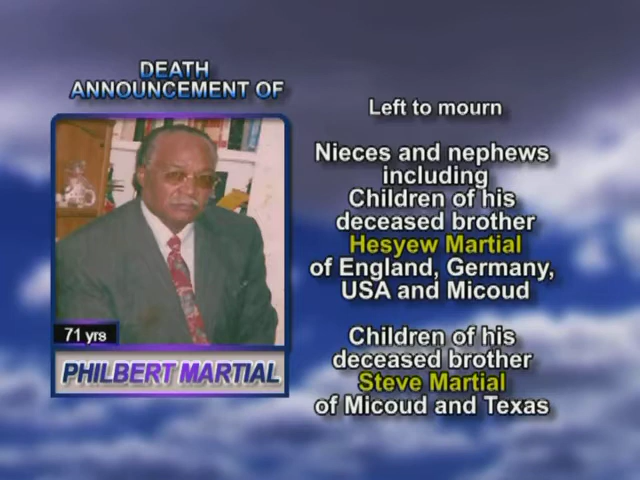 DEATH
ANNOUNCEMENT OF
71 yrs
PHILBERT MARTIAL
Left to mourn
Nieces and nephews
including
Children of his
deceased brother
Hesyew Martial
of England, Germany,
USA and Micoud
Children of his
deceased brother
Steve Martial
of Micoud and Texas